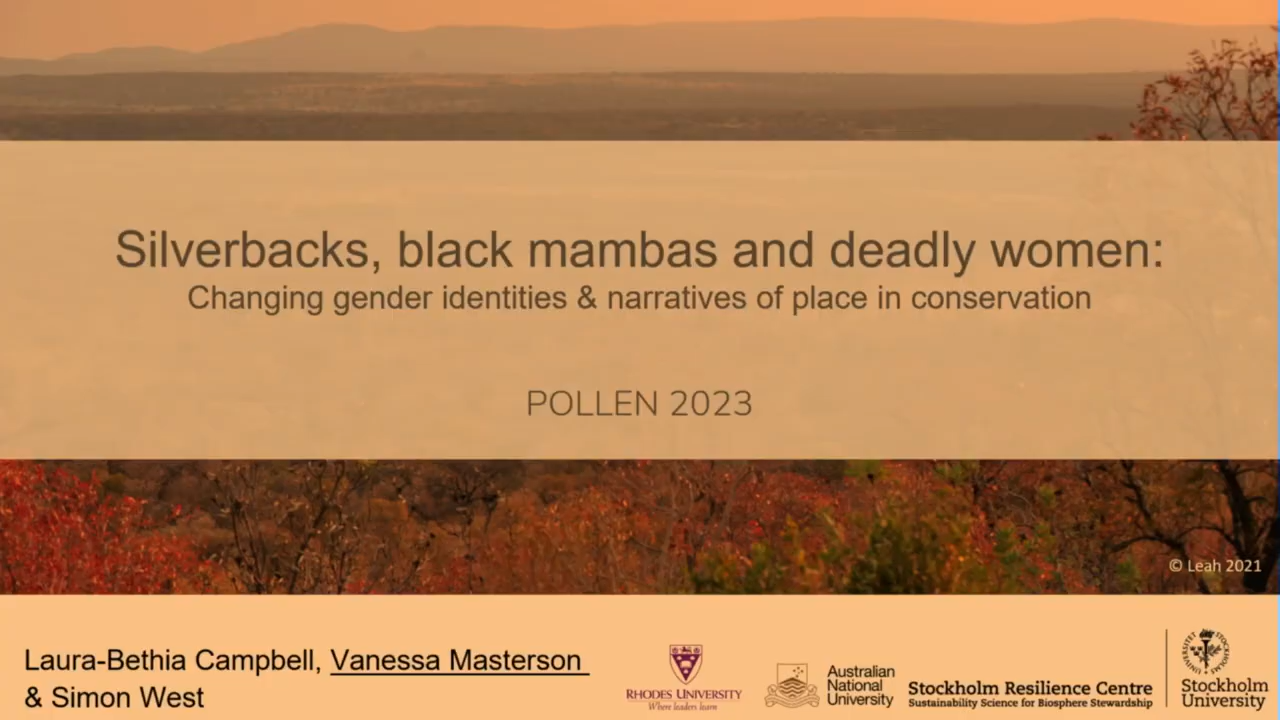 Silverbacks, black mambas and deadly women:
Changing gender identities & narratives of place in conservation
POLLEN 2023
© Leah 2021
Laura-Bethia Campbell, Vanessa Masterson
& Simon West
RHODES UNIVERSITY
Where leaders learn
Australian
National
University
Stockholm Resilience Centre
Sustainability Science for Biosphere Stewardship
Stockholm
University